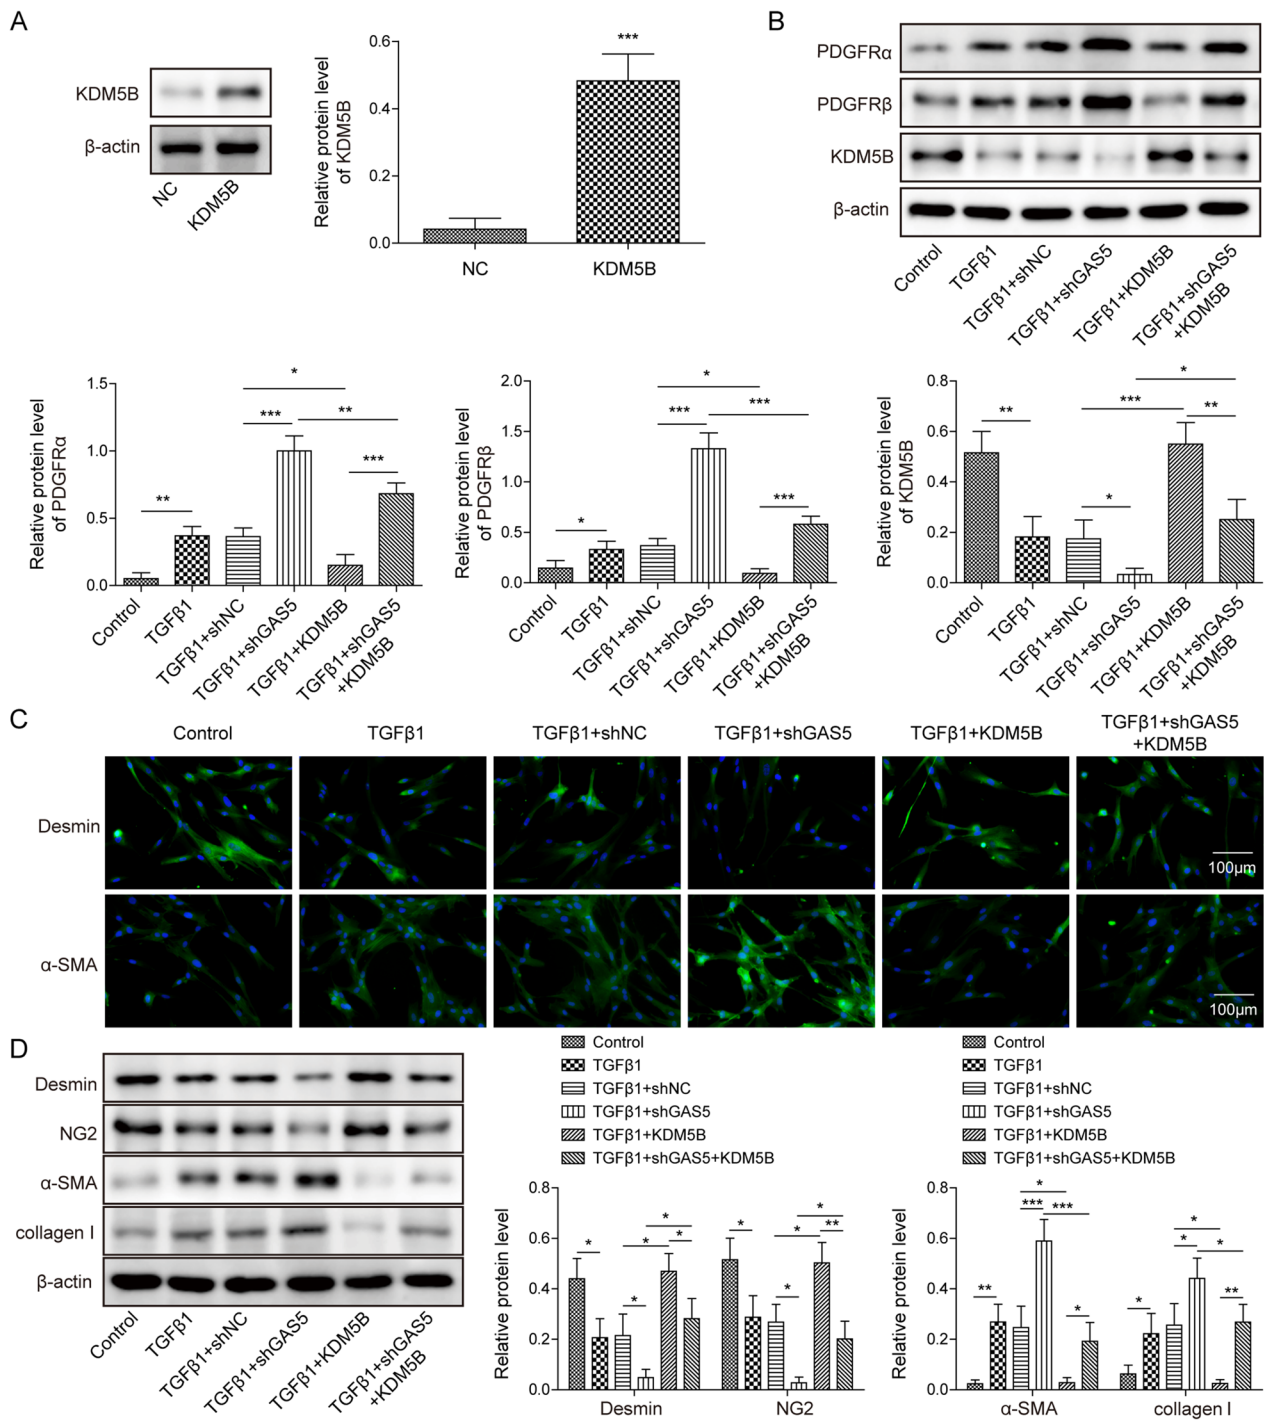 A
KDM5B
β-actin
NC
KDM5B
Relative protein level
of KDM5B
0.6
0.4
0.2
0.0
***
NC
KDM5B
B
PDGFRα
PDGFRβ
KDM5B
β-actin
Control
TGFβ1
TGFβ1+shNC
TGFβ1+shGAS5
TGFβ1+KDM5B
TGFβ1+shGAS5
+KDM5B
Relative protein level
of PDGFRα
1.5
1.0
0.5
0.0
*
***
**
***
**
Control
TGFβ1
TGFβ1+shNC
TGFβ1+shGAS5
TGFβ1+KDM5B
TGFβ1+shGAS5
+KDM5B
Relative protein level
of PDGFRβ
2.0
1.5
1.0
0.5
0.0
*
***
***
***
*
Control
TGFβ1
TGFβ1+shNC
TGFβ1+shGAS5
TGFβ1+KDM5B
TGFβ1+shGAS5
+KDM5B
Relative protein level
of KDM5B
0.8
0.6
0.4
0.2
0.0
*
***
**
**
*
Control
TGFβ1
TGFβ1+shNC
TGFβ1+shGAS5
TGFβ1+KDM5B
TGFβ1+shGAS5
+KDM5B
C
Control
TGFβ1
TGFβ1+shNC
TGFβ1+shGAS5
TGFβ1+KDM5B
TGFβ1+shGAS5
+KDM5B
Desmin
100μm
α-SMA
100μm
D
Desmin
NG2
α-SMA
collagen I
β-actin
Control
TGFβ1
TGFβ1+shNC
TGFβ1+shGAS5
TGFβ1+KDM5B
TGFβ1+shGAS5
+KDM5B
Control
TGFβ1
TGFβ1+shNC
TGFβ1+shGAS5
TGFβ1+KDM5B
TGFβ1+shGAS5+KDM5B
Relative protein level
0.8
0.6
0.4
0.2
0.0
*
*
*
*
*
*
*
*
*
**
Desmin
NG2
Control
TGFβ1
TGFβ1+shNC
TGFβ1+shGAS5
TGFβ1+KDM5B
TGFβ1+shGAS5+KDM5B
Relative protein level
0.8
0.6
0.4
0.2
0.0
**
*
***
***
*
*
*
*
*
**
α-SMA
collagen I